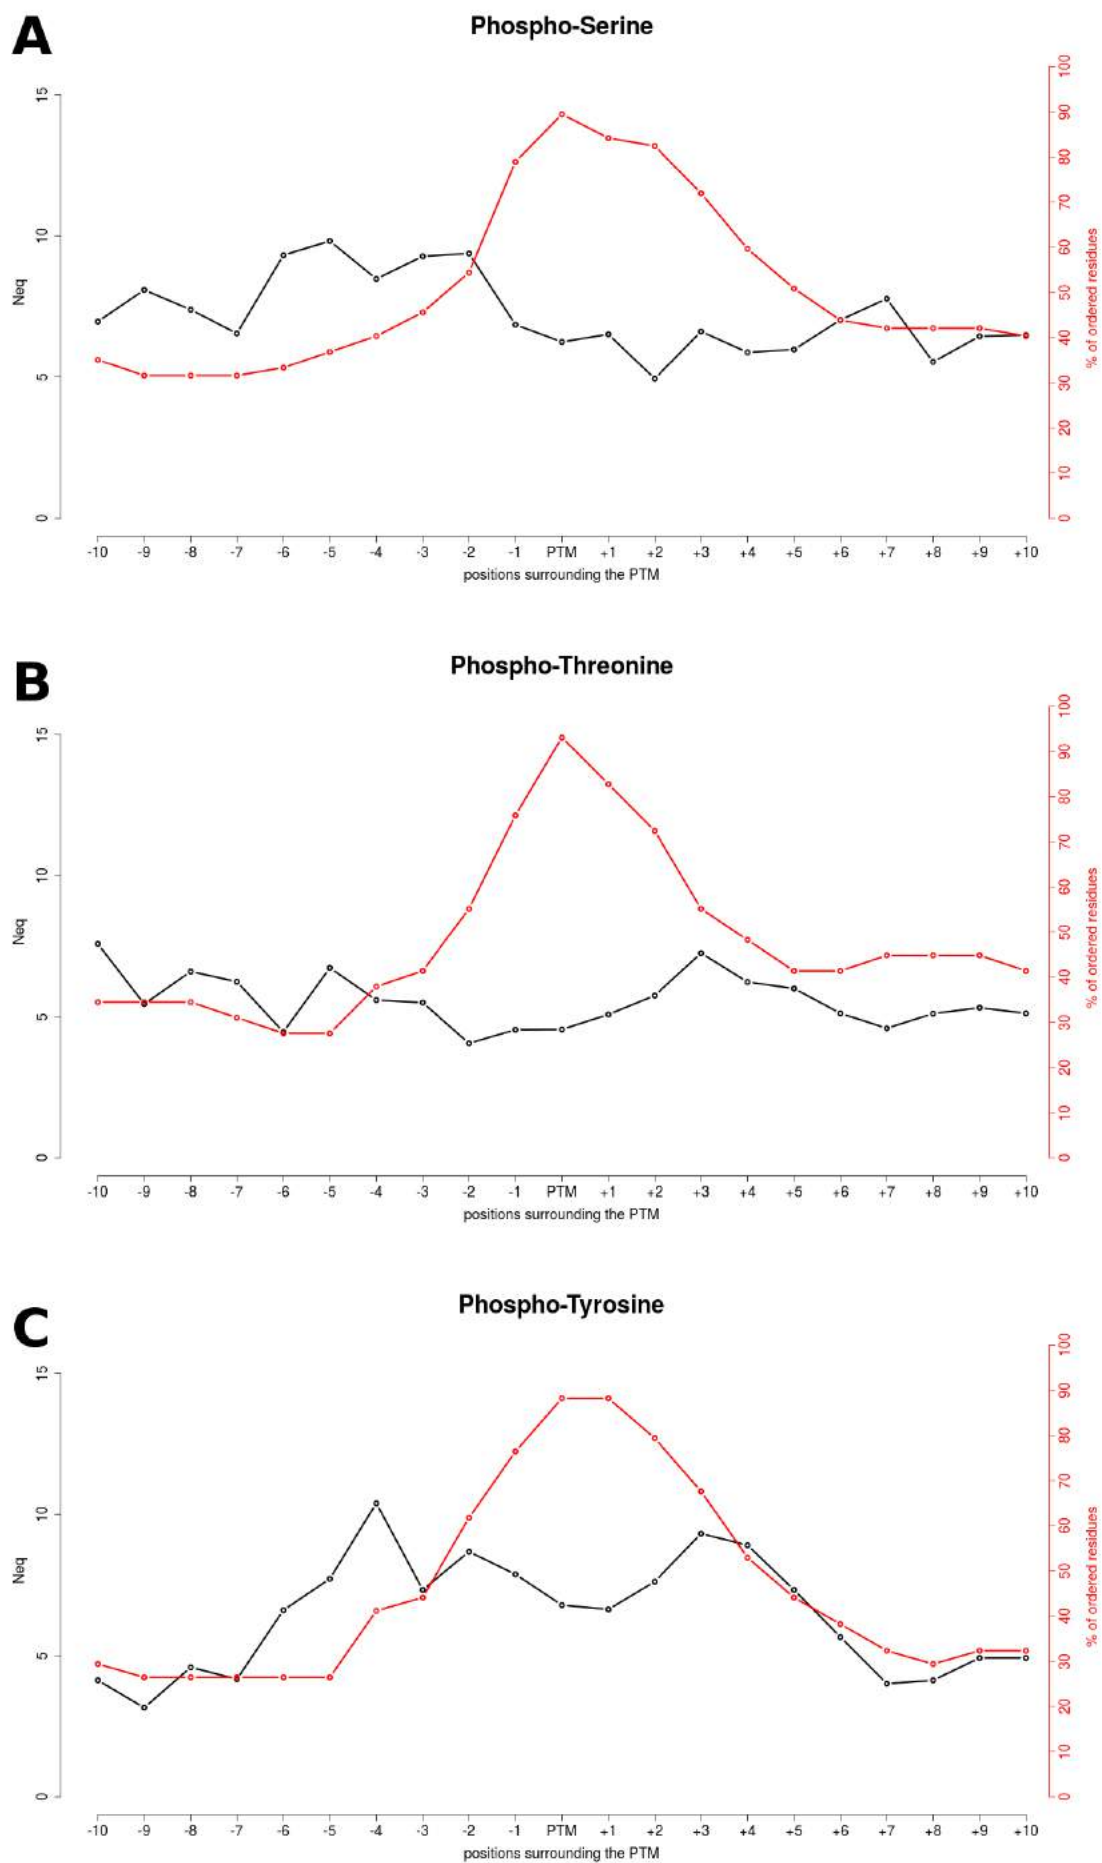 A
Phospho-Serine
15
10
5
0
Neq
100
90
80
70
60
50
40
30
20
10
0
% of ordered residues
-10 -9 -8 -7 -6 -5 -4 -3 -2 -1 PTM +1 +2 +3 +4 +5 +6 +7 +8 +9 +10
positions surrounding the PTM
B
Phospho-Threonine
15
10
5
0
Neq
100
90
80
70
60
50
40
30
20
10
0
% of ordered residues
-10 -9 -8 -7 -6 -5 -4 -3 -2 -1 PTM +1 +2 +3 +4 +5 +6 +7 +8 +9 +10
positions surrounding the PTM
C
Phospho-Tyrosine
15
10
5
0
Neq
100
90
80
70
60
50
40
30
20
10
0
% of ordered residues
-10 -9 -8 -7 -6 -5 -4 -3 -2 -1 PTM +1 +2 +3 +4 +5 +6 +7 +8 +9 +10
positions surrounding the PTM